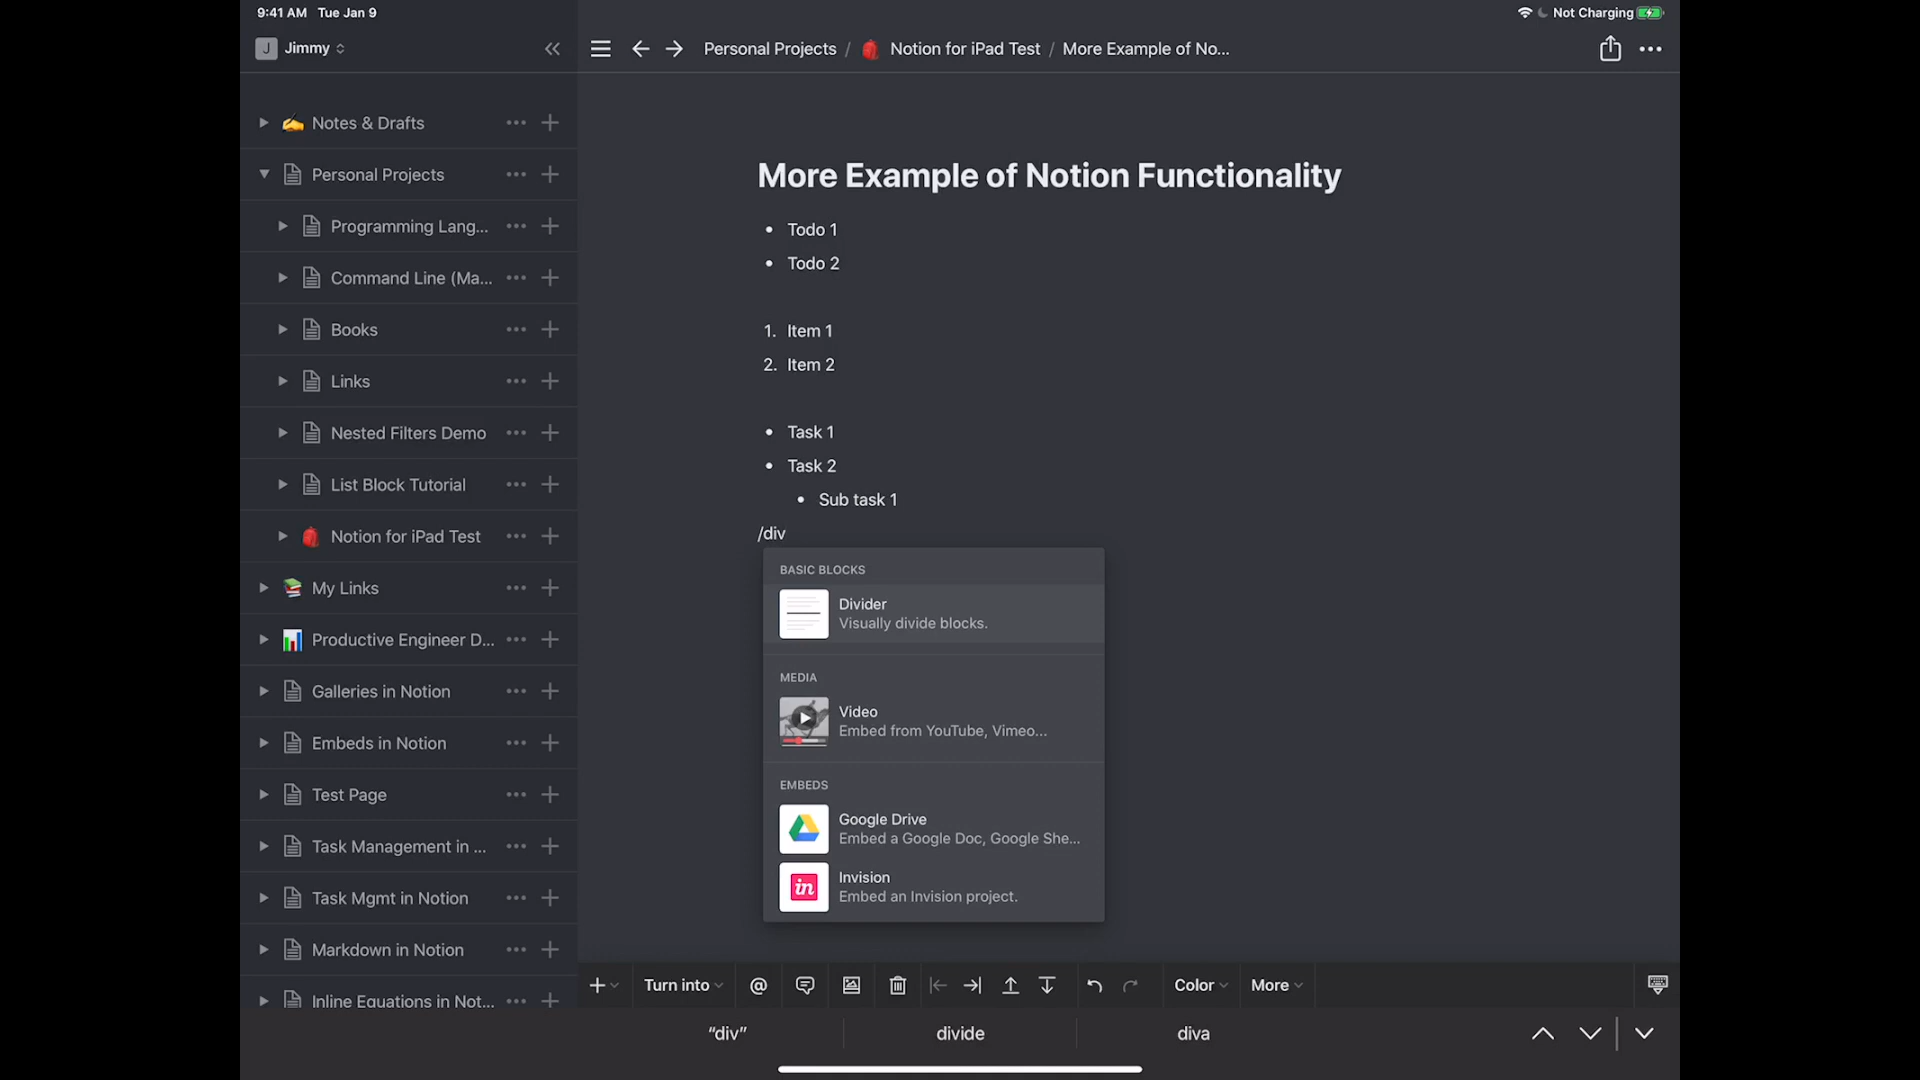 9:41 AM Tue Jan 9
Not Charging
J Jimmy
Personal Projects / Notion for iPad Test / More Example of No...
Notes & Drafts
Personal Projects
Programming Lang...
Command Line (Ma...
Books
Links
Nested Filters Demo
List Block Tutorial
Notion for iPad Test
My Links
Productive Engineer D...
Galleries in Notion
Embeds in Notion
Test Page
Task Management in ...
Task Mgmt in Notion
Markdown in Notion
Inline Equations in Not...
More Example of Notion Functionality
• Todo 1
• Todo 2
1. Item 1
2. Item 2
• Task 1
• Task 2
• Sub task 1
/div
BASIC BLOCKS
Divider
Visually divide blocks.
MEDIA
Video
Embed from YouTube, Vimeo...
EMBEDS
Google Drive
Embed a Google Doc, Google She...
in
Invision
Embed an Invision project.
Turn into @ Color More
“div” divide diva